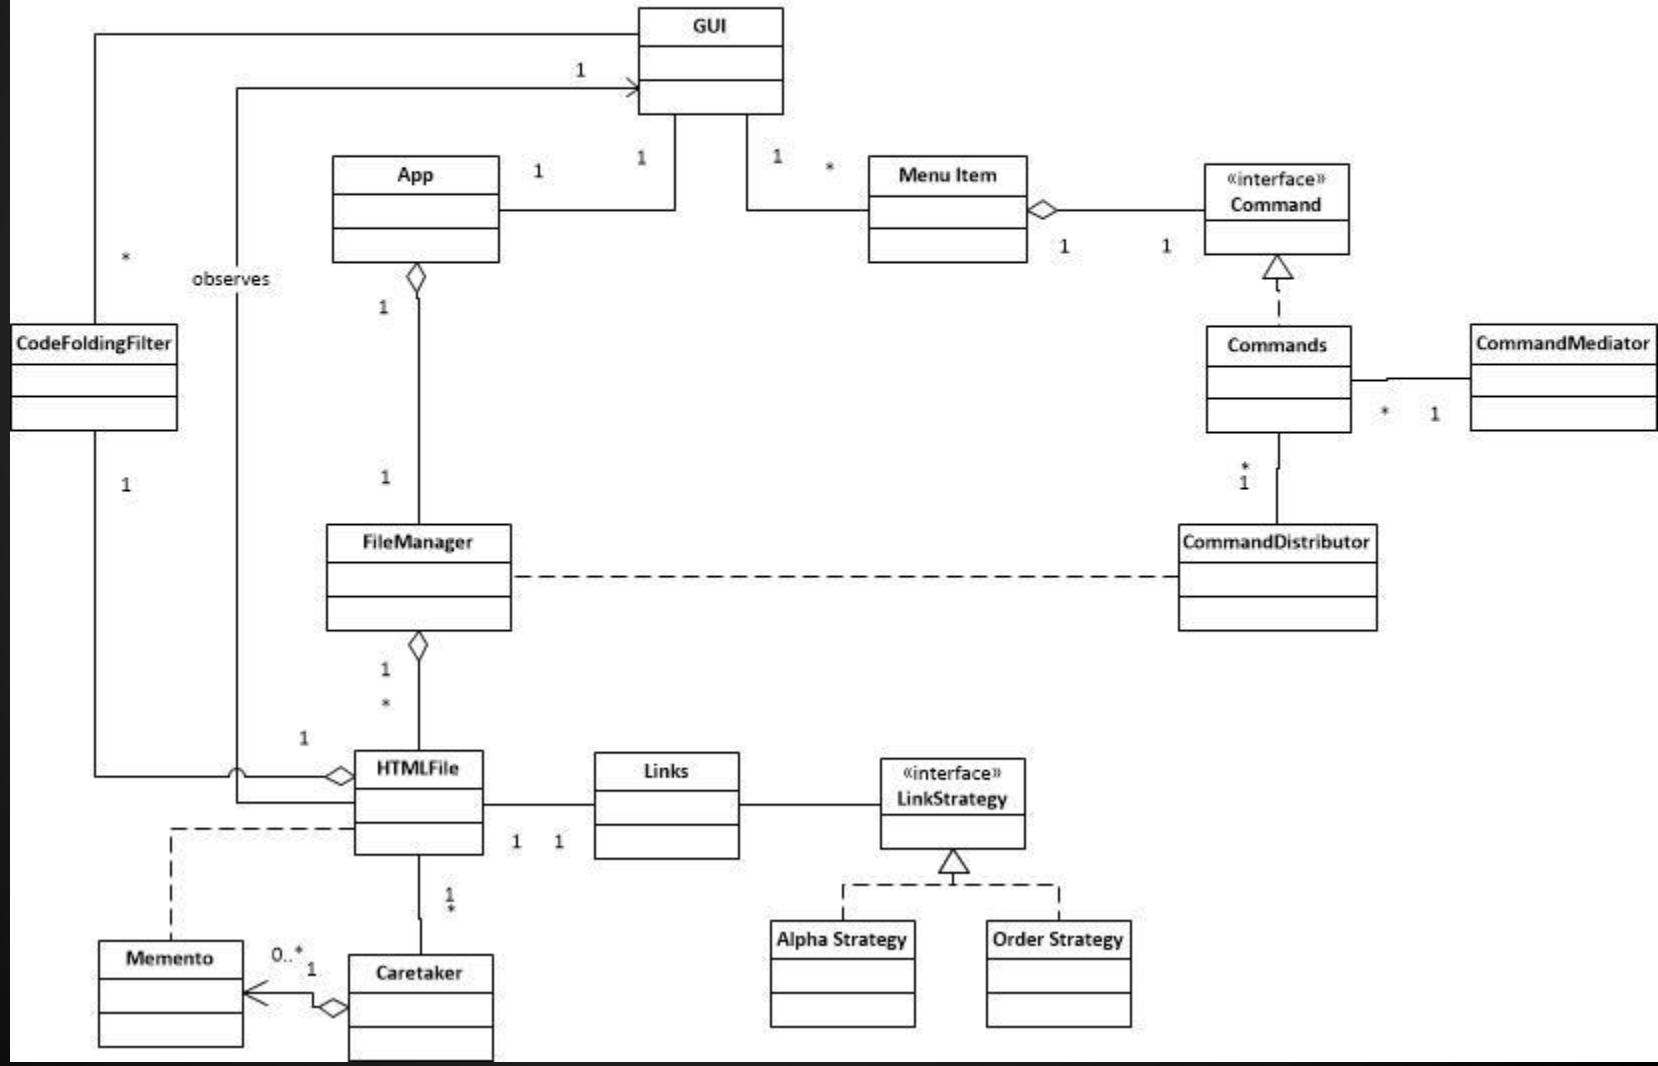 GUI
1
App
1
1
1
*
Menu Item
«interface»
Command
1
1
1
*
observes
CodeFoldingFilter
Commands
CommandMediator
*
1
1
1
*
1
FileManager
CommandDistributor
1
*
1
HTMLFile
Links
«interface»
LinkStrategy
1
1
1
*
Memento
0..*
1
Caretaker
Alpha Strategy
Order Strategy